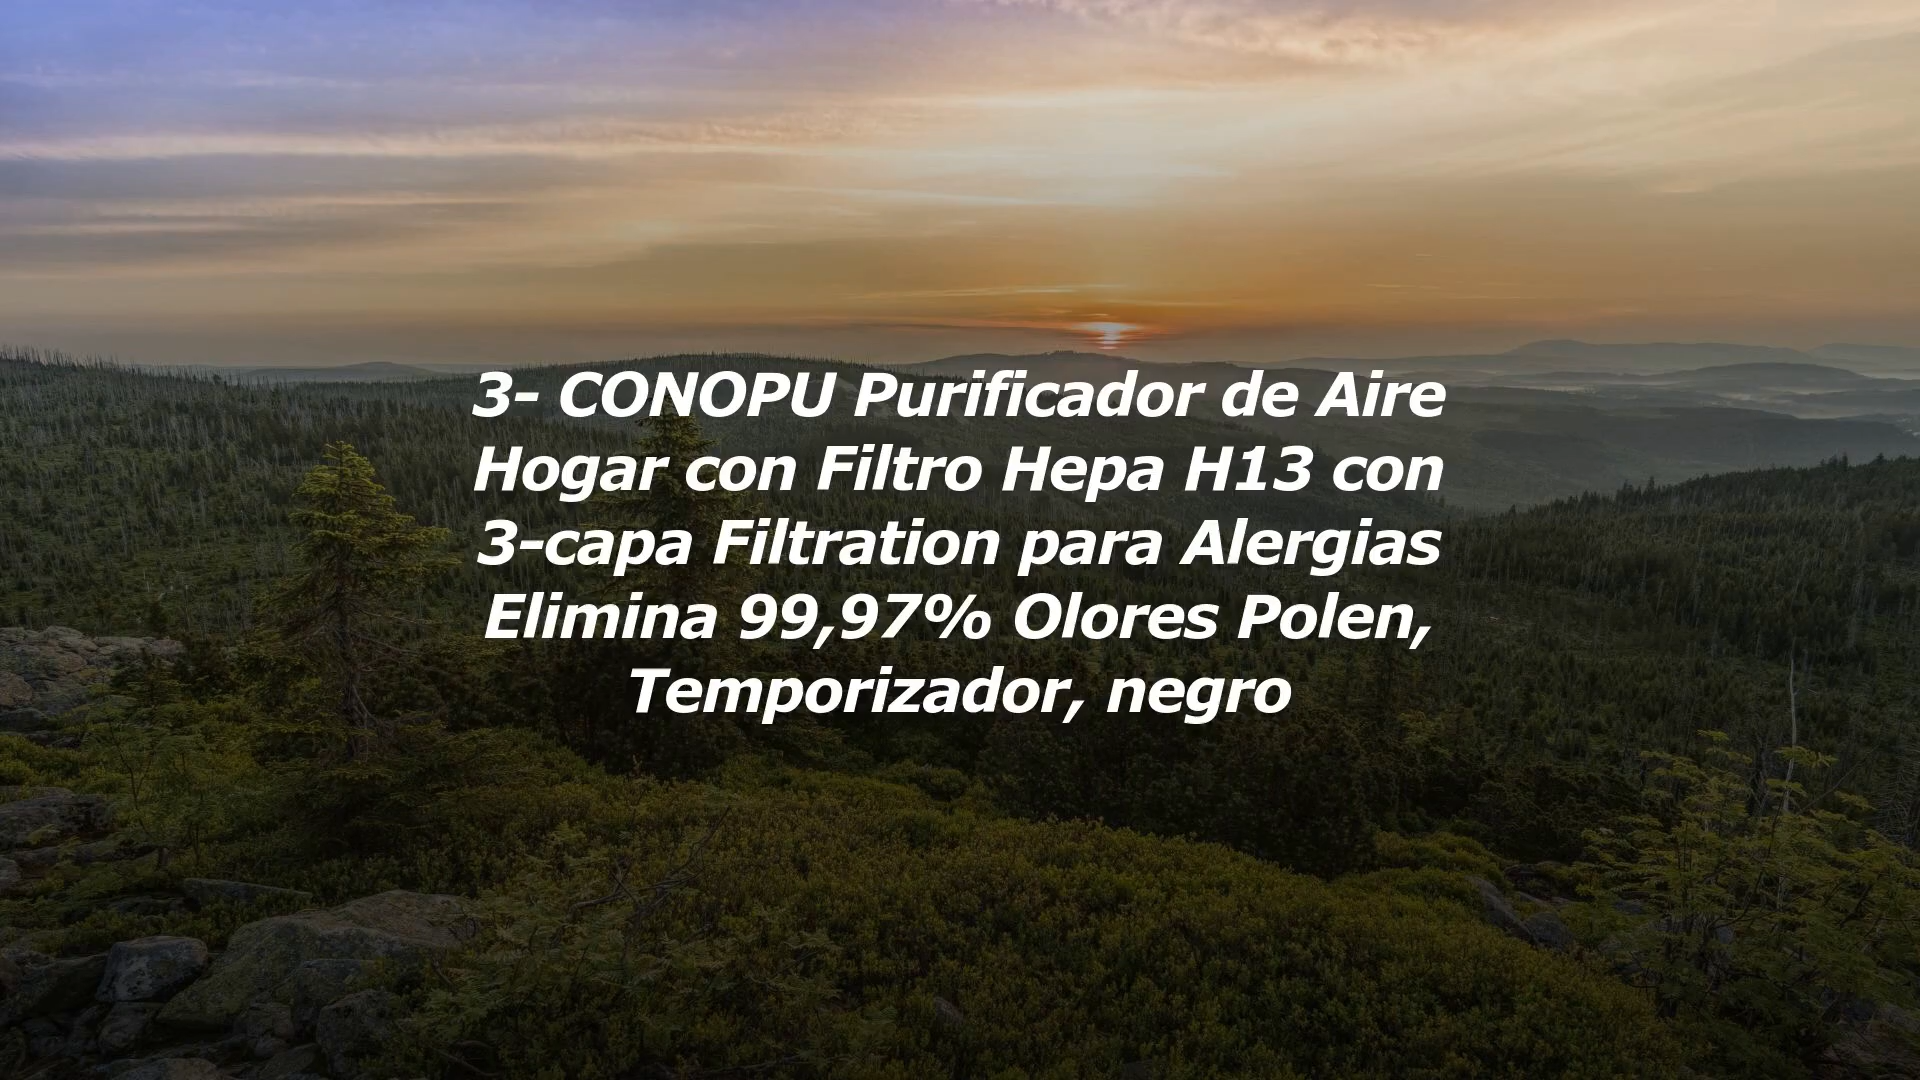 3- CONOPU Purificador de Aire
Hogar con Filtro Hepa H13 con
3-capa Filtration para Alergias
Elimina 99,97% Olores Polen,
Temporizador, negro